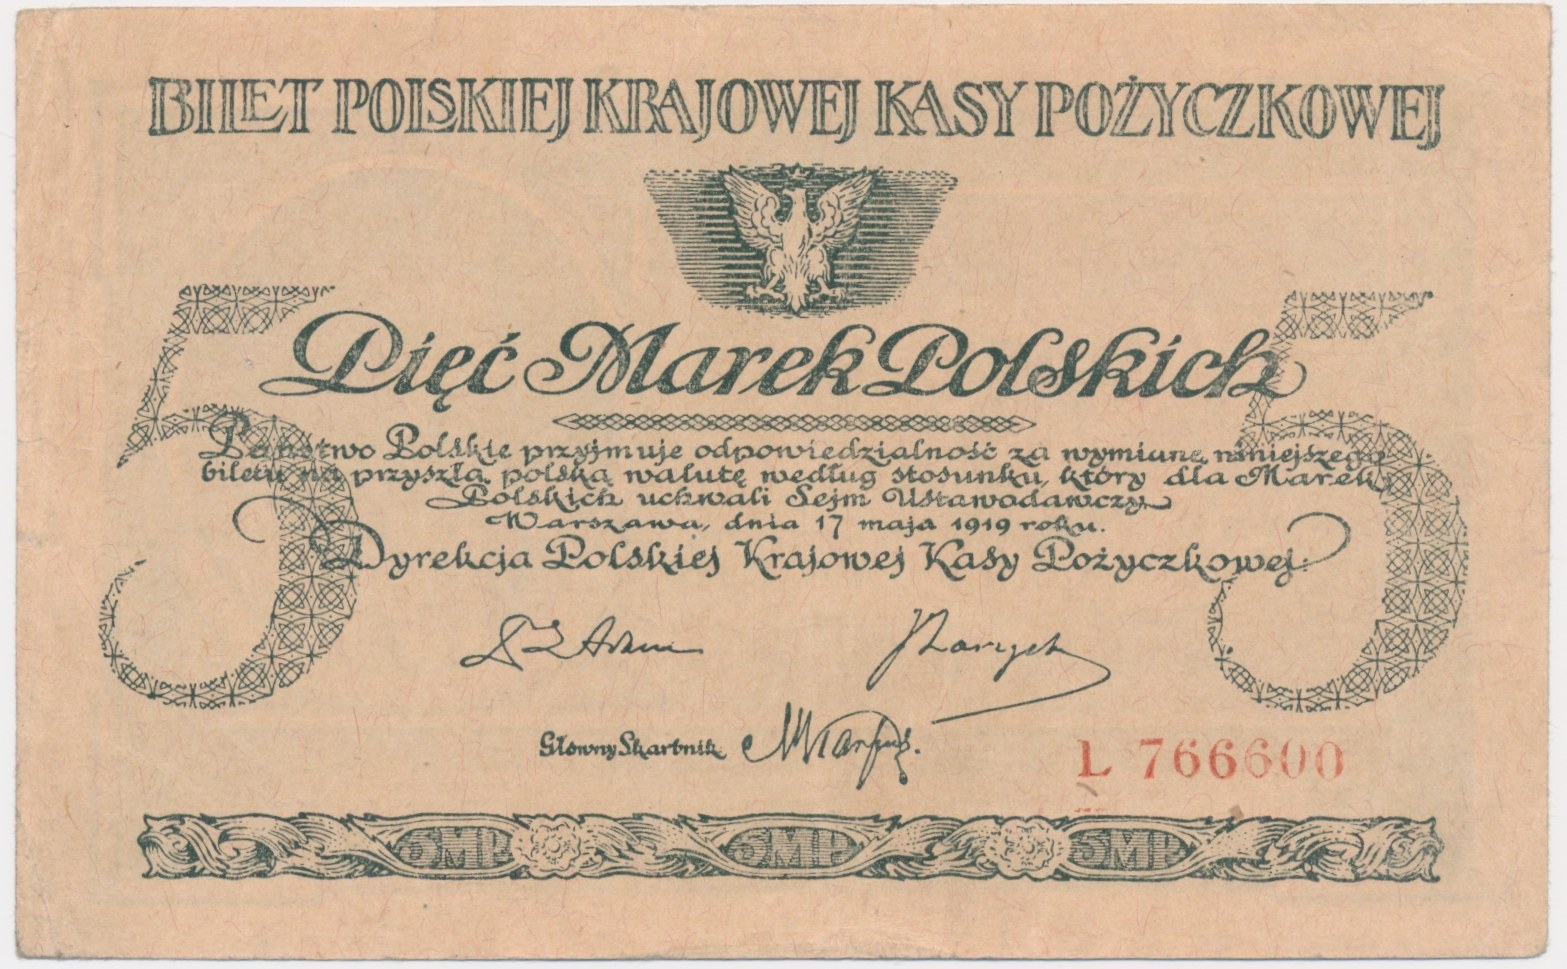 BILET POLSKIEJ KRAJOWEJ KASY POŻYCZKOWEJ
5 Pięć Marek Polskich 5
Państwo Polskie przyjmuje odpowiedzialność za wymianę niniejszego
biletu na przyszłą polską walutę według stosunku, który dla Marek
Polskich uchwali Sejm Ustawodawczy
Warszawa, dnia 17 maja 1919 roku.
Dyrekcja Polskiej Krajowej Kasy Pożyczkowej:
Główny Skarbnik
L 766600
5MP 5MP 5MP